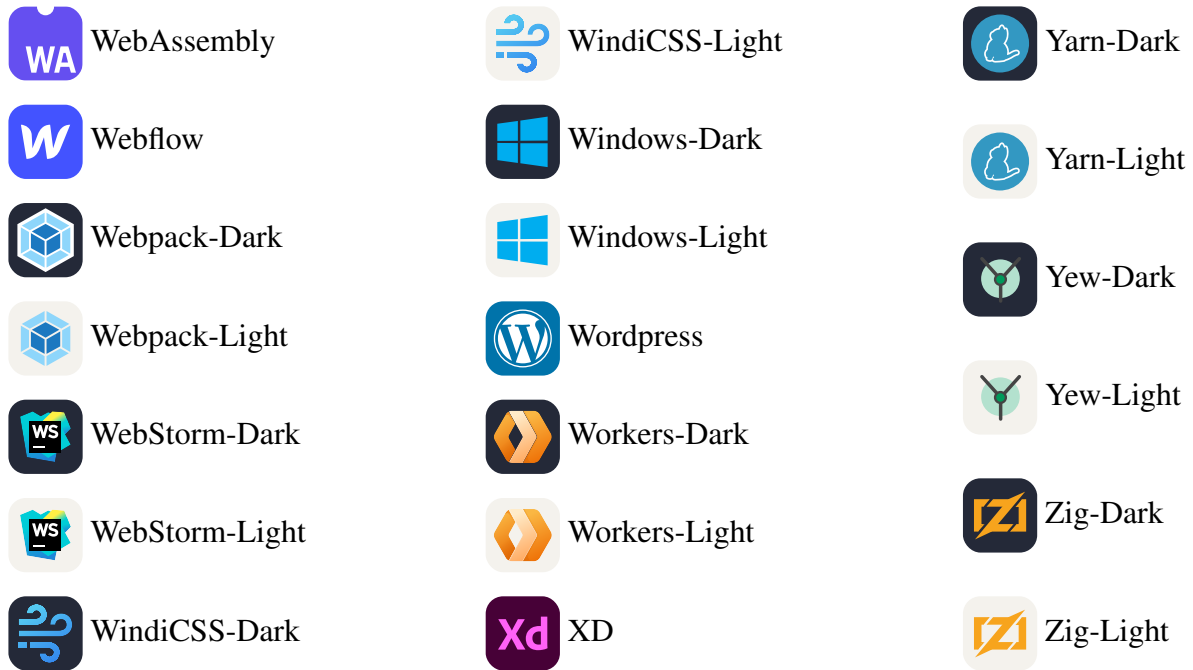 WA WebAssembly
Webflow
Webpack-Dark
Webpack-Light
WS WebStorm-Dark
WS WebStorm-Light
WindiCSS-Dark
WindiCSS-Light
Windows-Dark
Windows-Light
W Wordpress
Workers-Dark
Workers-Light
Xd XD
Yarn-Dark
Yarn-Light
Yew-Dark
Yew-Light
Zig-Dark
Zig-Light